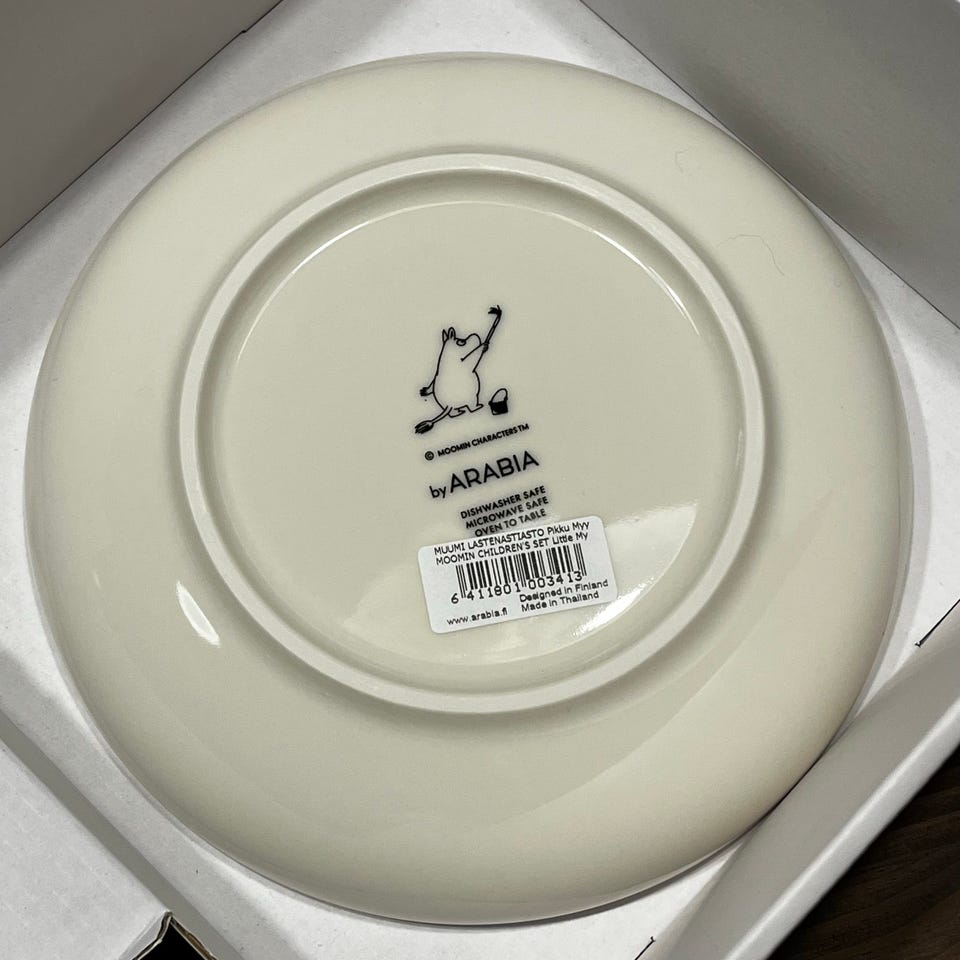 © MOOMIN CHARACTERS TM
by ARABIA
DISHWASHER SAFE
MICROWAVE SAFE
OVEN TO TABLE
MUUMI LASTENASTIASTO Pikku Myy
MOOMIN CHILDREN'S SET Little My
6 411801 003413
Designed in Finland
www.arabia.fi Made in Thailand